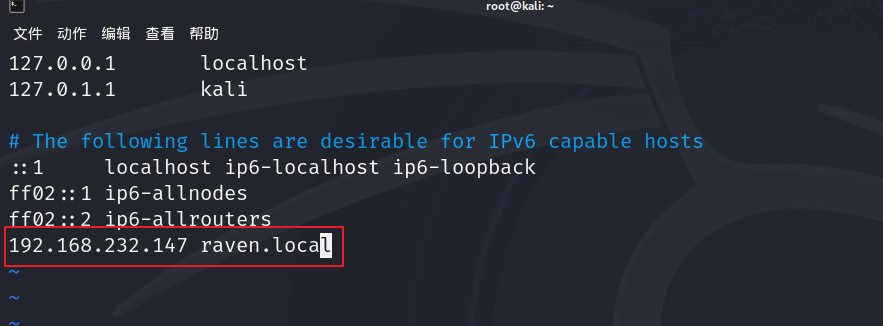 root@kali: ~
文件 动作 编辑 查看 帮助
127.0.0.1 localhost
127.0.1.1 kali
# The following lines are desirable for IPv6 capable hosts
::1 localhost ip6-localhost ip6-loopback
ff02::1 ip6-allnodes
ff02::2 ip6-allrouters
192.168.232.147 raven.local
~
~
~